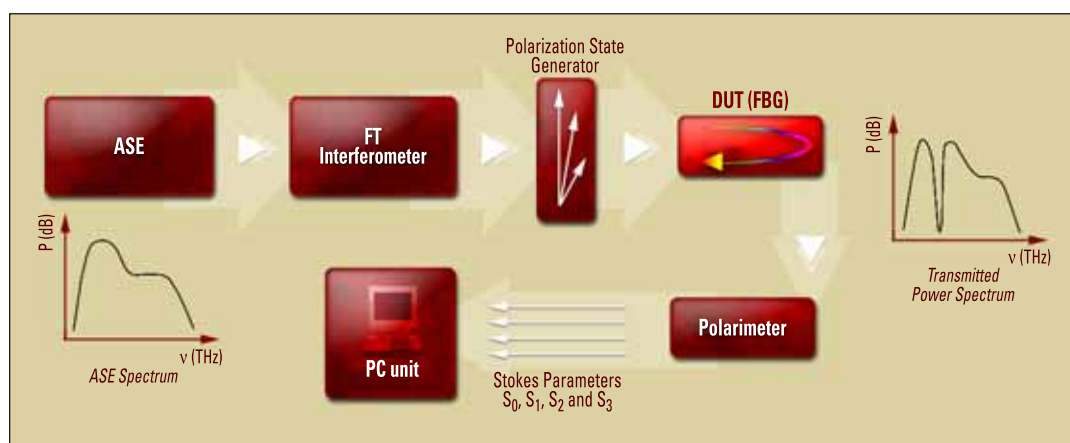 Polarization State
Generator
DUT (FBG)
ASE
FT
Interferometer
P (dB)
ν (THz)
Transmitted
Power Spectrum
P (dB)
ν (THz)
ASE Spectrum
PC unit
Polarimeter
Stokes Parameters
S₀, S₁, S₂ and S₃